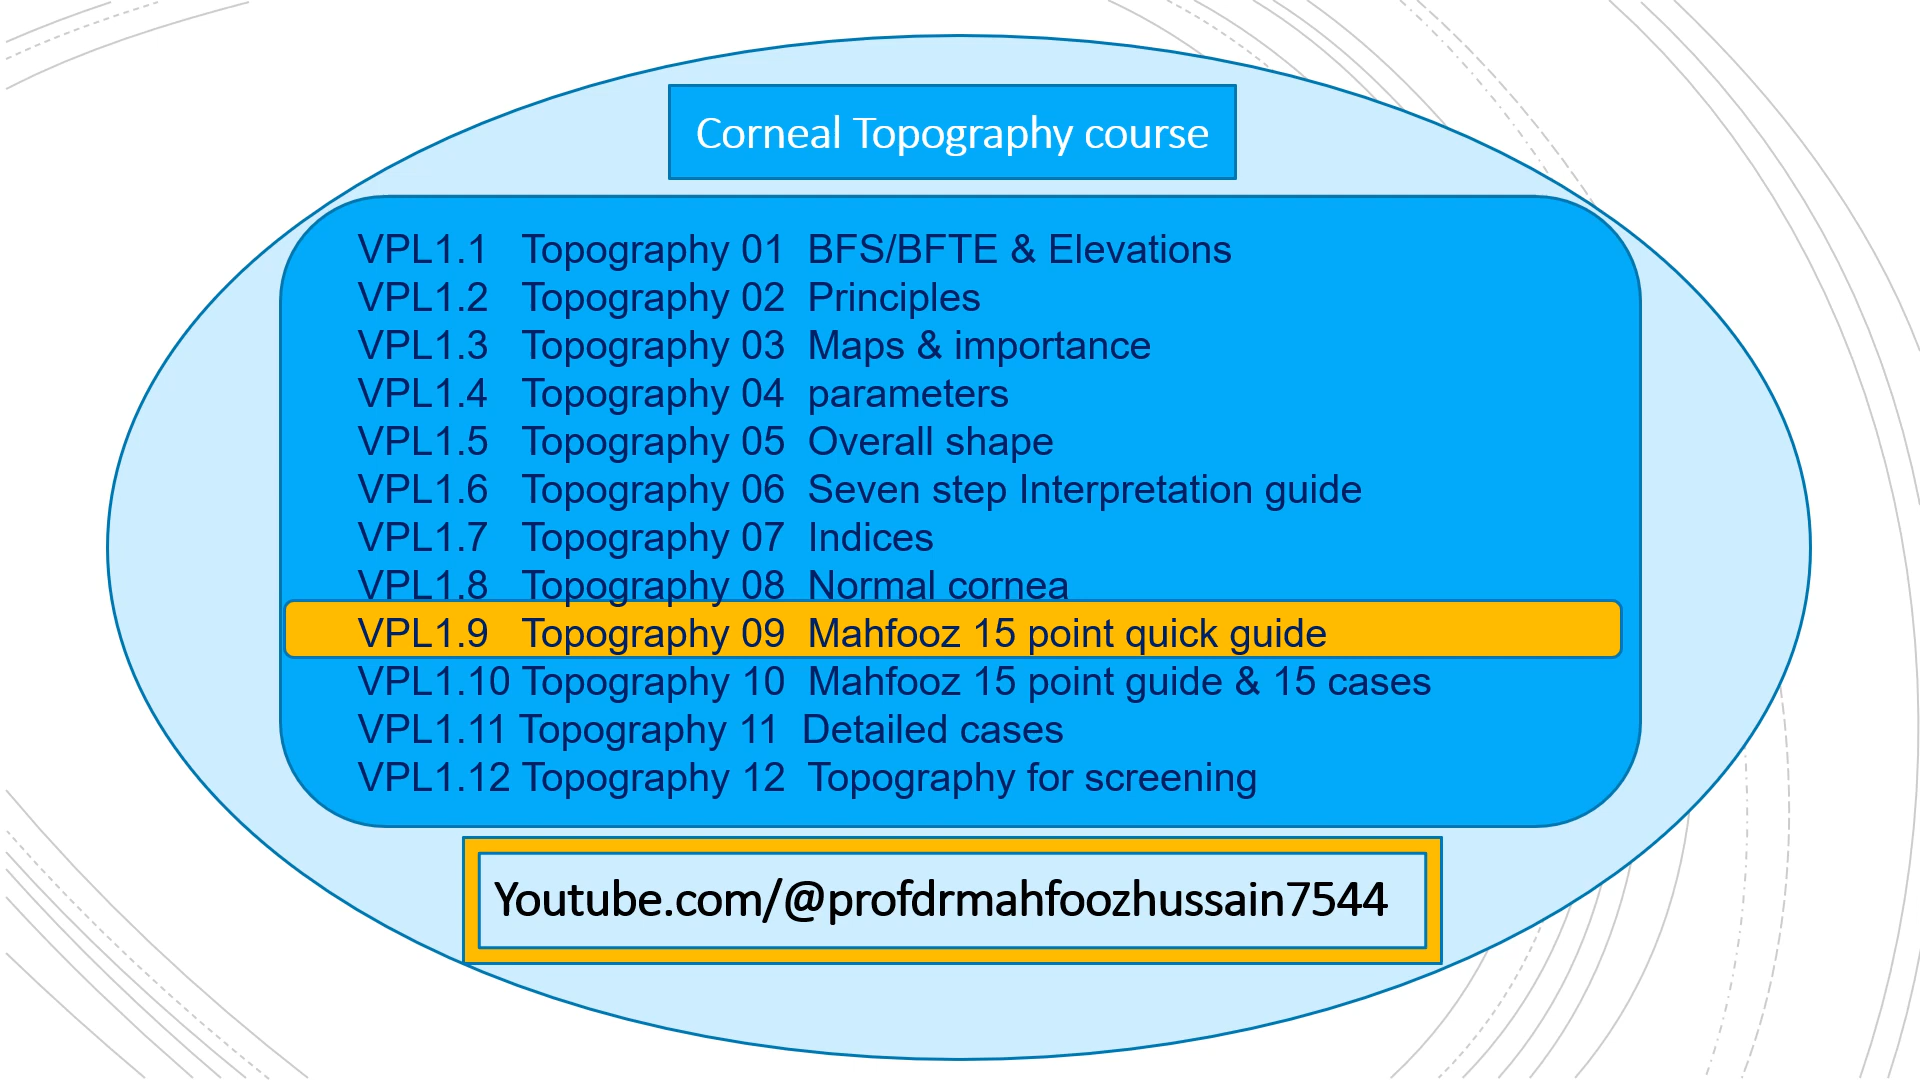 Corneal Topography course
VPL1.1 Topography 01 BFS/BFTE & Elevations
VPL1.2 Topography 02 Principles
VPL1.3 Topography 03 Maps & importance
VPL1.4 Topography 04 parameters
VPL1.5 Topography 05 Overall shape
VPL1.6 Topography 06 Seven step Interpretation guide
VPL1.7 Topography 07 Indices
VPL1.8 Topography 08 Normal cornea
VPL1.9 Topography 09 Mahfooz 15 point quick guide
VPL1.10 Topography 10 Mahfooz 15 point guide & 15 cases
VPL1.11 Topography 11 Detailed cases
VPL1.12 Topography 12 Topography for screening
Youtube.com/@profdrmahfoozhussain7544